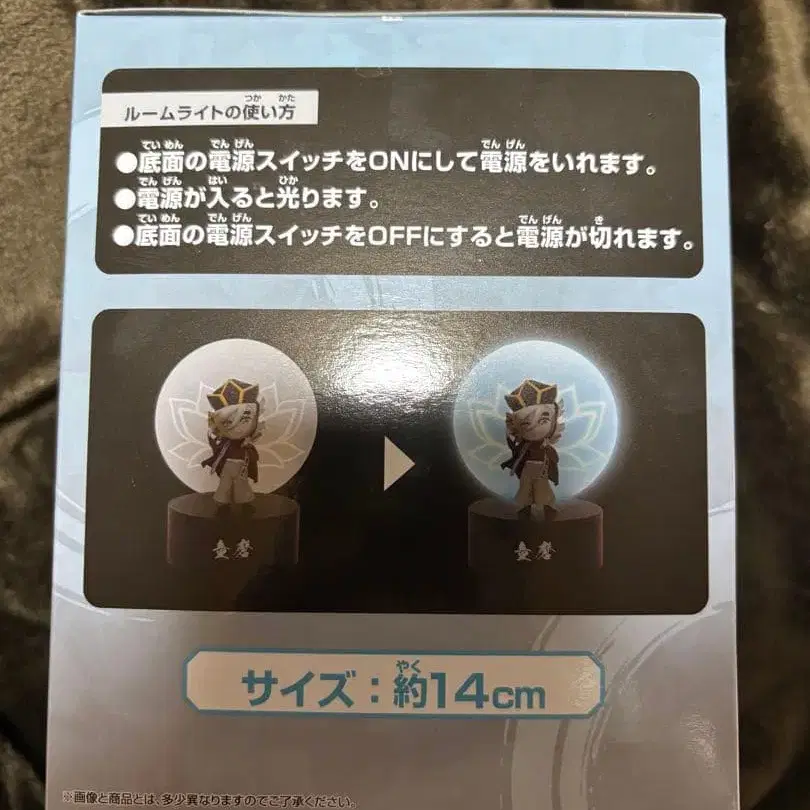 ルームライトの使い方
●底面の電源スイッチをONにして電源をいれます。
●電源が入ると光ります。
●底面の電源スイッチをOFFにすると電源が切れます。
童磨
童磨
サイズ：約14cm
※画像と商品とは、多少異なりますのでご了承ください。